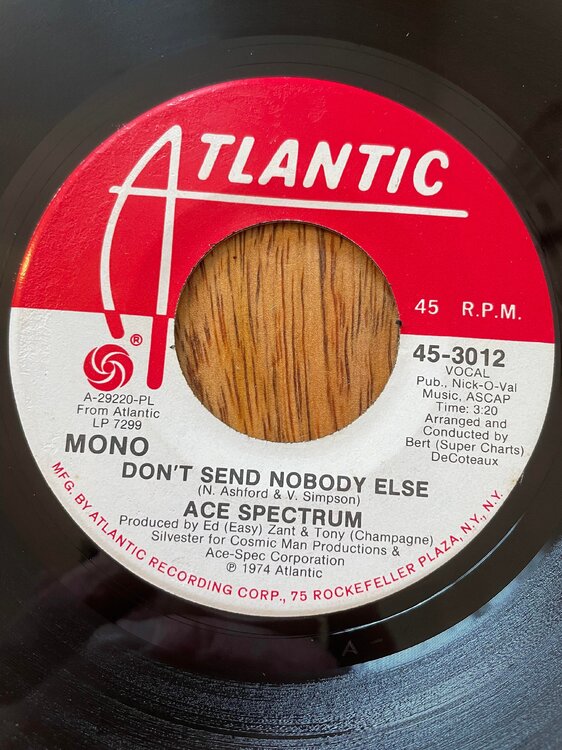 ATLANTIC
45 R.P.M.
®
45-3012
VOCAL
Pub., Nick-O-Val
Music, ASCAP
Time: 3:20
Arranged and
Conducted by
Bert (Super Charts)
DeCoteaux
A-29220-PL
From Atlantic
LP 7299
MONO
DON'T SEND NOBODY ELSE
(N. Ashford & V. Simpson)
ACE SPECTRUM
Produced by Ed (Easy) Zant & Tony (Champagne)
Silvester for Cosmic Man Productions &
Ace-Spec Corporation
℗ 1974 Atlantic
MFG. BY ATLANTIC RECORDING CORP., 75 ROCKEFELLER PLAZA, N.Y., N.Y.